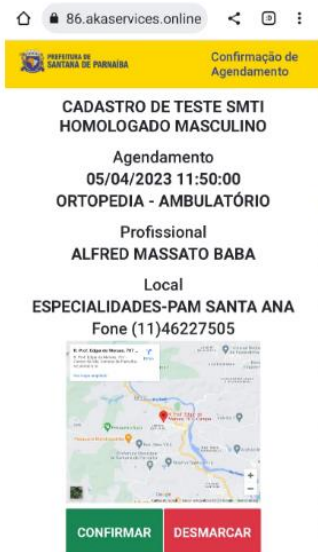 86.akaservices.online
PREFEITURA DE
SANTANA DE PARNAÍBA
Confirmação de
Agendamento
CADASTRO DE TESTE SMTI
HOMOLOGADO MASCULINO
Agendamento
05/04/2023 11:50:00
ORTOPEDIA - AMBULATÓRIO
Profissional
ALFRED MASSATO BABA
Local
ESPECIALIDADES-PAM SANTA ANA
Fone (11)46227505
CONFIRMAR
DESMARCAR